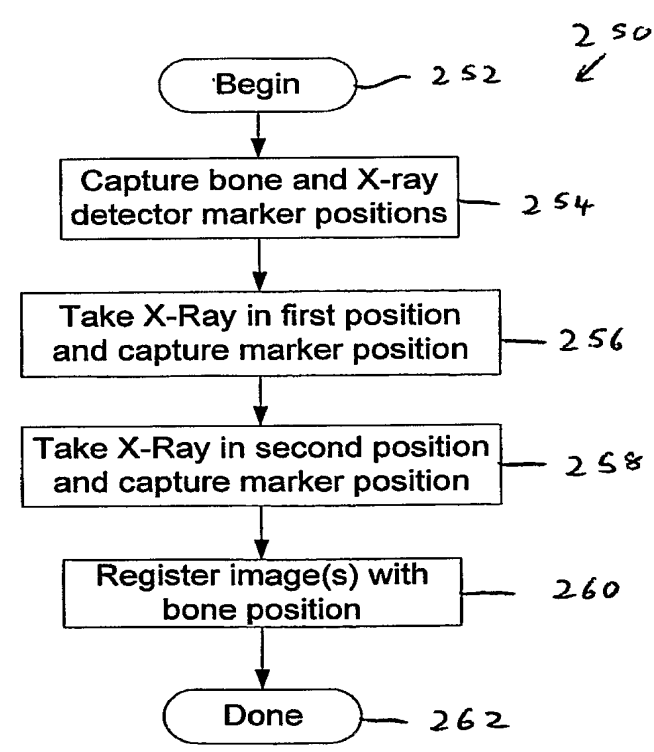 250
Begin 252
Capture bone and X-ray
detector marker positions 254
Take X-Ray in first position
and capture marker position 256
Take X-Ray in second position
and capture marker position 258
Register image(s) with
bone position 260
Done 262